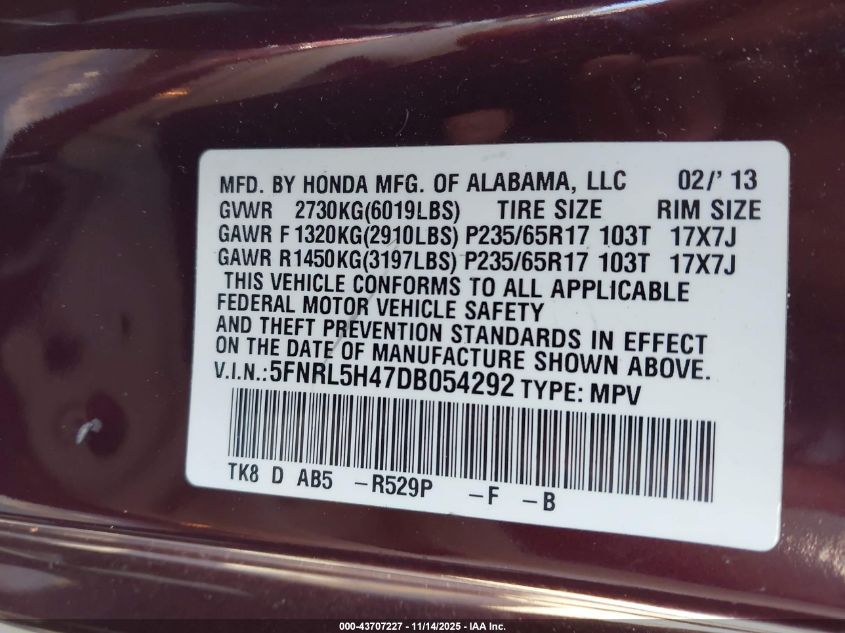 MFD. BY HONDA MFG. OF ALABAMA, LLC 02/' 13
GVWR 2730KG(6019LBS) TIRE SIZE RIM SIZE
GAWR F 1320KG(2910LBS) P235/65R17 103T 17X7J
GAWR R1450KG(3197LBS) P235/65R17 103T 17X7J
THIS VEHICLE CONFORMS TO ALL APPLICABLE
FEDERAL MOTOR VEHICLE SAFETY
AND THEFT PREVENTION STANDARDS IN EFFECT
ON THE DATE OF MANUFACTURE SHOWN ABOVE.
V.I.N.:5FNRL5H47DB054292 TYPE: MPV
TK8 D AB5 -R529P -F -B
000-43707227 - 11/14/2025 - IAA Inc.